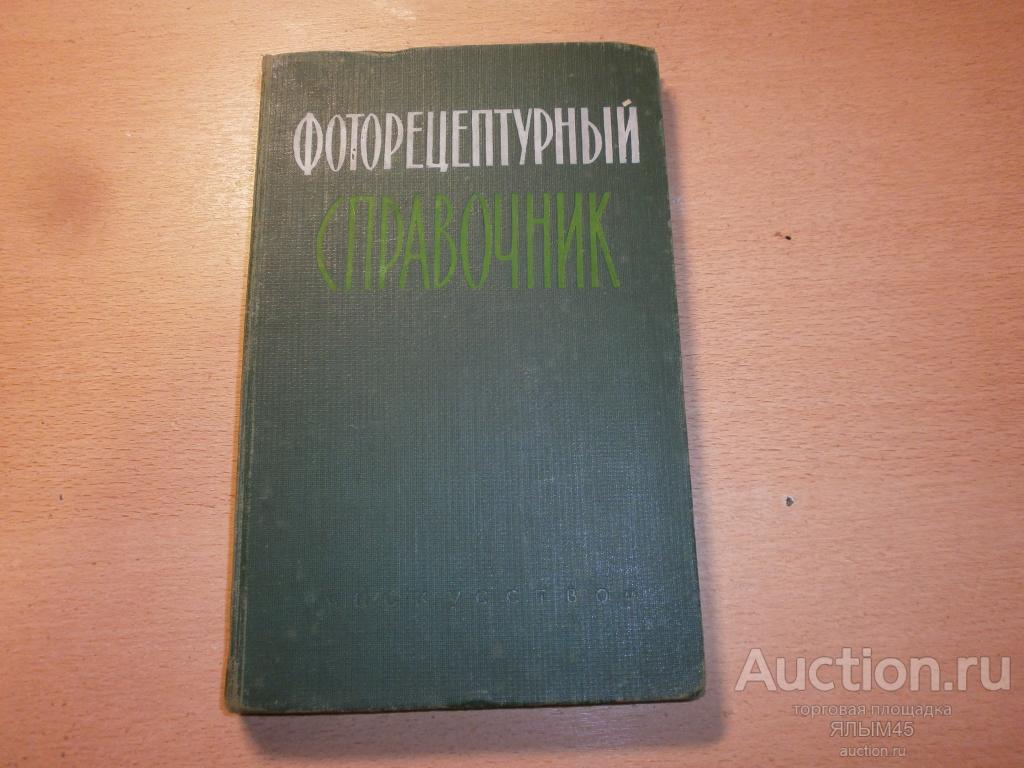 ФОТОРЕЦЕПТУРНЫЙ
СПРАВОЧНИК
ИСКУССТВО
Auction.ru
торговая площадка
ЯЛЫМ45
auction.ru